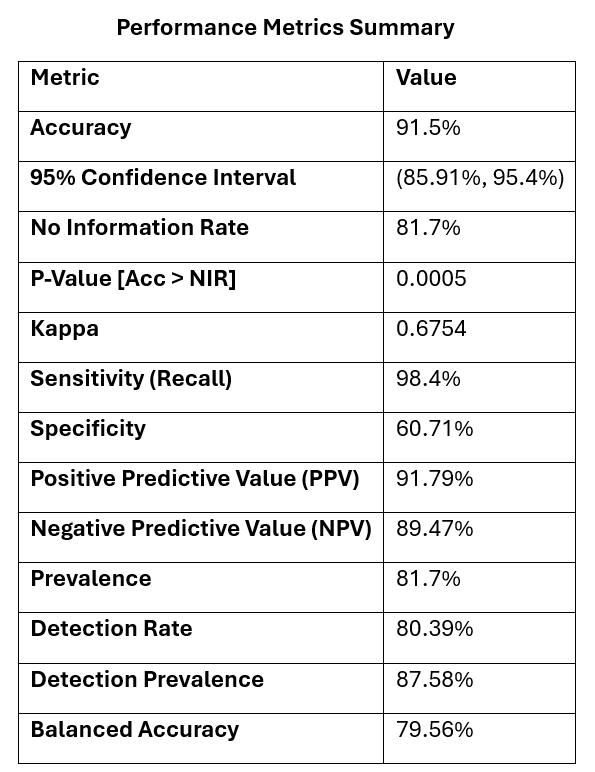 Performance Metrics Summary
Metric Value
Accuracy 91.5%
95% Confidence Interval (85.91%, 95.4%)
No Information Rate 81.7%
P-Value [Acc > NIR] 0.0005
Kappa 0.6754
Sensitivity (Recall) 98.4%
Specificity 60.71%
Positive Predictive Value (PPV) 91.79%
Negative Predictive Value (NPV) 89.47%
Prevalence 81.7%
Detection Rate 80.39%
Detection Prevalence 87.58%
Balanced Accuracy 79.56%